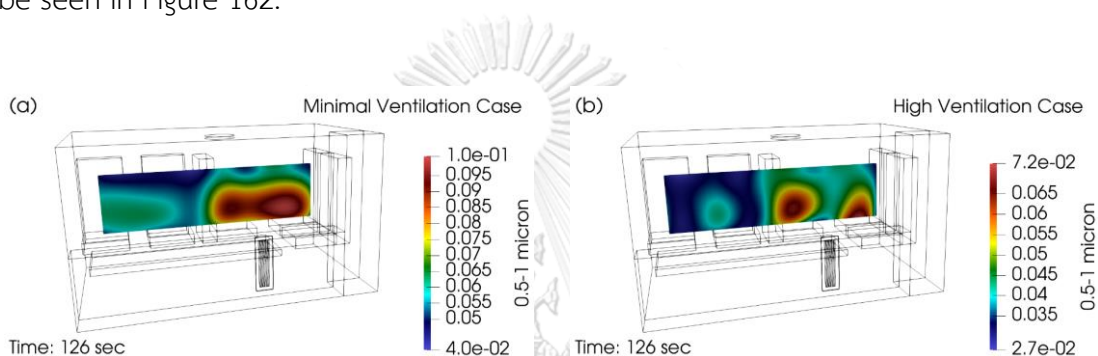 be seen in Figure 162.
(a)
Minimal Ventilation Case
1.0e-01
0.095
0.09
0.085
0.08
0.075
0.07
0.065
0.06
0.055
0.05
4.0e-02
0.5-1 micron
Time: 126 sec
(b)
High Ventilation Case
7.2e-02
0.065
0.06
0.055
0.05
0.045
0.04
0.035
2.7e-02
0.5-1 micron
Time: 126 sec